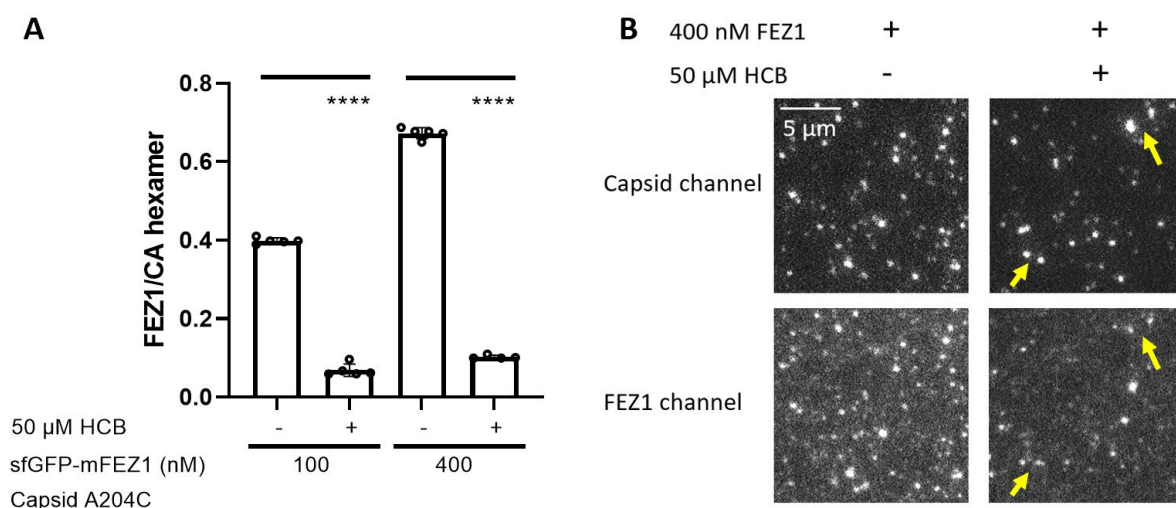 A
0.8
0.6
0.4
0.2
0.0
FEZ1/CA hexamer
**** ****
50 µM HCB - + - +
sfGFP-mFEZ1 (nM) 100 400
Capsid A204C
B
400 nM FEZ1 + +
50 µM HCB - +
5 µm
Capsid channel
FEZ1 channel